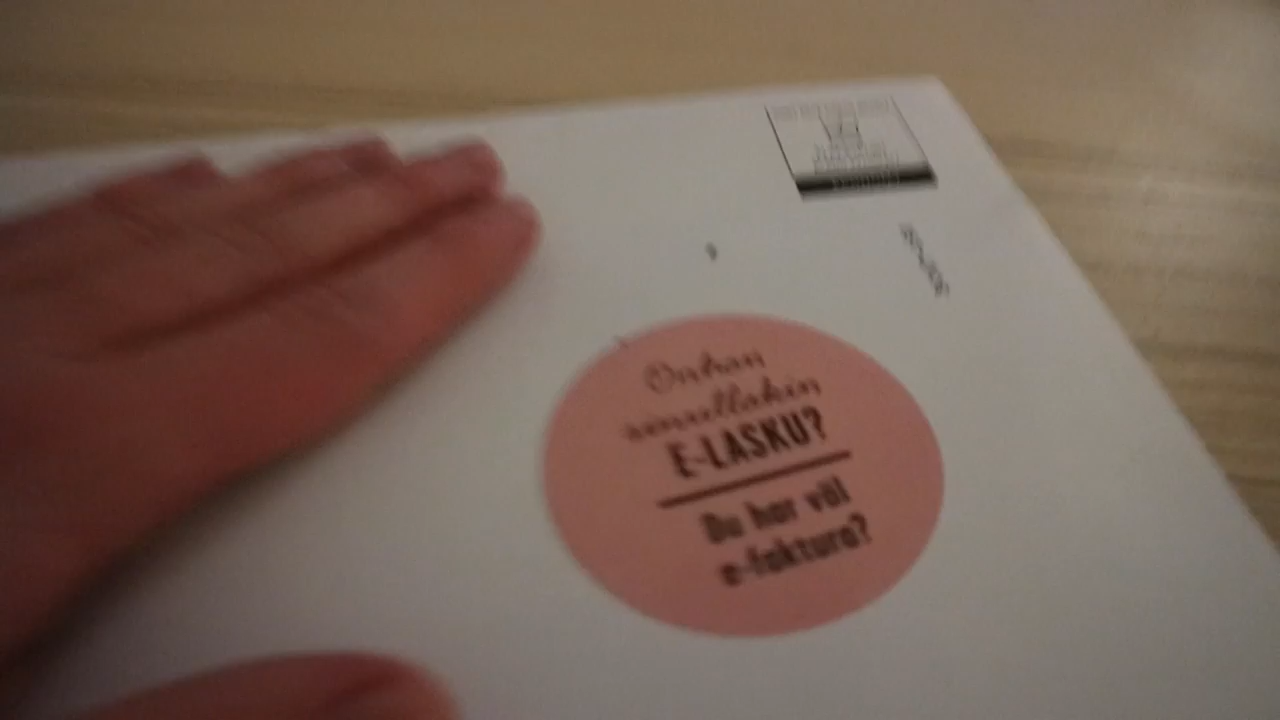 Onhan
sinullakin
E-LASKU?
Du har väl
e-faktura?